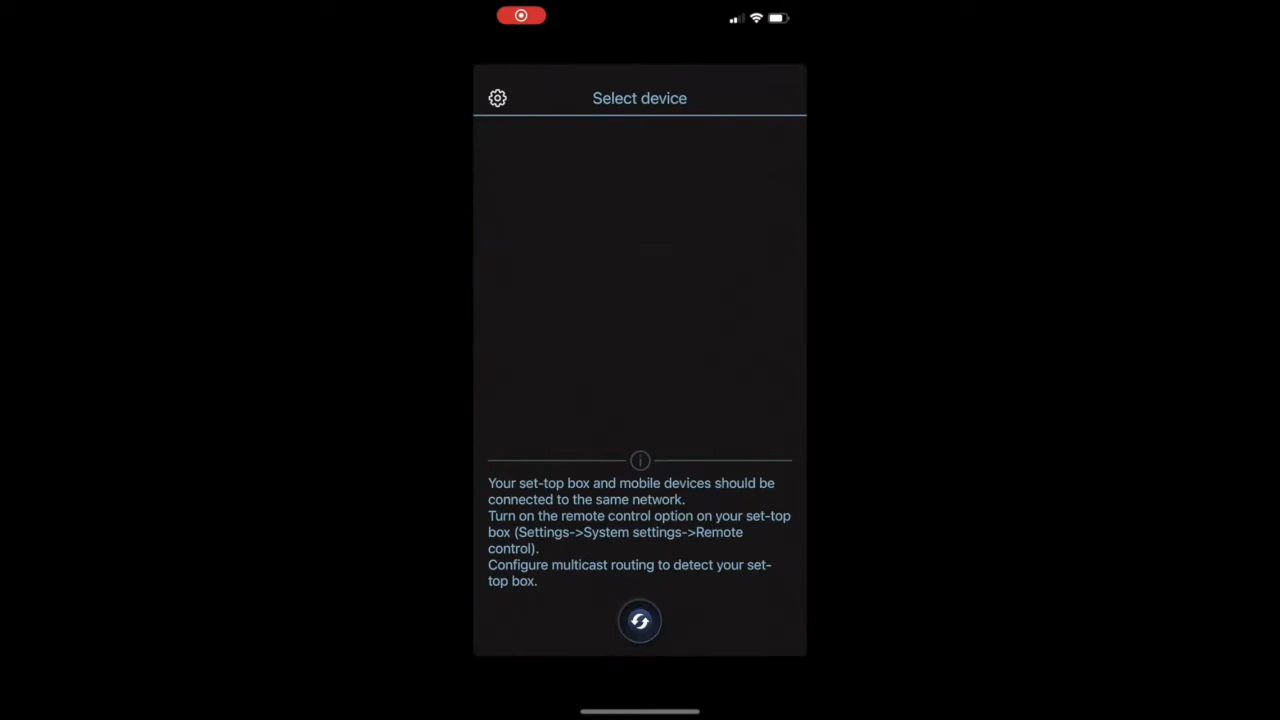 Select device
Your set-top box and mobile devices should be
connected to the same network.
Turn on the remote control option on your set-top
box (Settings->System settings->Remote
control).
Configure multicast routing to detect your set-
top box.